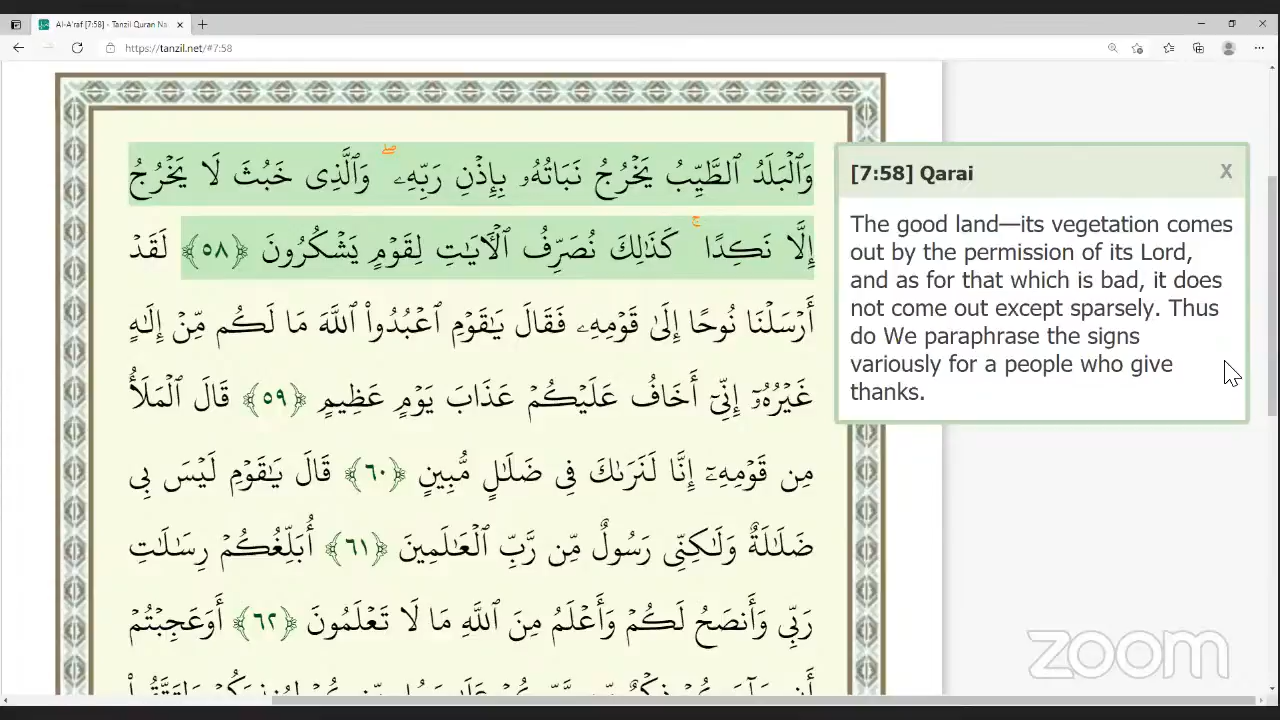 Al-A'raf [7:58] - Tanzil Quran Na
https://tanzil.net/#7:58
وَٱلْبَلَدُ ٱلطَّيِّبُ يَخْرُجُ نَبَاتُهُۥ بِإِذْنِ رَبِّهِۦ ۖ وَٱلَّذِى خَبُثَ لَا يَخْرُجُ
إِلَّا نَكِدًا ۚ كَذَٰلِكَ نُصَرِّفُ ٱلْـَٔايَـٰتِ لِقَوْمٍ يَشْكُرُونَ ﴿٥٨﴾ لَقَدْ
أَرْسَلْنَا نُوحًا إِلَىٰ قَوْمِهِۦ فَقَالَ يَـٰقَوْمِ ٱعْبُدُوا۟ ٱللَّهَ مَا لَكُم مِّنْ إِلَـٰهٍ
غَيْرُهُۥٓ إِنِّىٓ أَخَافُ عَلَيْكُمْ عَذَابَ يَوْمٍ عَظِيمٍ ﴿٥٩﴾ قَالَ ٱلْمَلَأُ
مِن قَوْمِهِۦٓ إِنَّا لَنَرَىٰكَ فِى ضَلَـٰلٍ مُّبِينٍ ﴿٦٠﴾ قَالَ يَـٰقَوْمِ لَيْسَ بِى
ضَلَـٰلَةٌ وَلَـٰكِنِّى رَسُولٌ مِّن رَّبِّ ٱلْعَـٰلَمِينَ ﴿٦١﴾ أُبَلِّغُكُمْ رِسَـٰلَـٰتِ
رَبِّى وَأَنصَحُ لَكُمْ وَأَعْلَمُ مِنَ ٱللَّهِ مَا لَا تَعْلَمُونَ ﴿٦٢﴾ أَوَعَجِبْتُمْ
[7:58] Qarai
X
The good land—its vegetation comes
out by the permission of its Lord,
and as for that which is bad, it does
not come out except sparsely. Thus
do We paraphrase the signs
variously for a people who give
thanks.
zoom